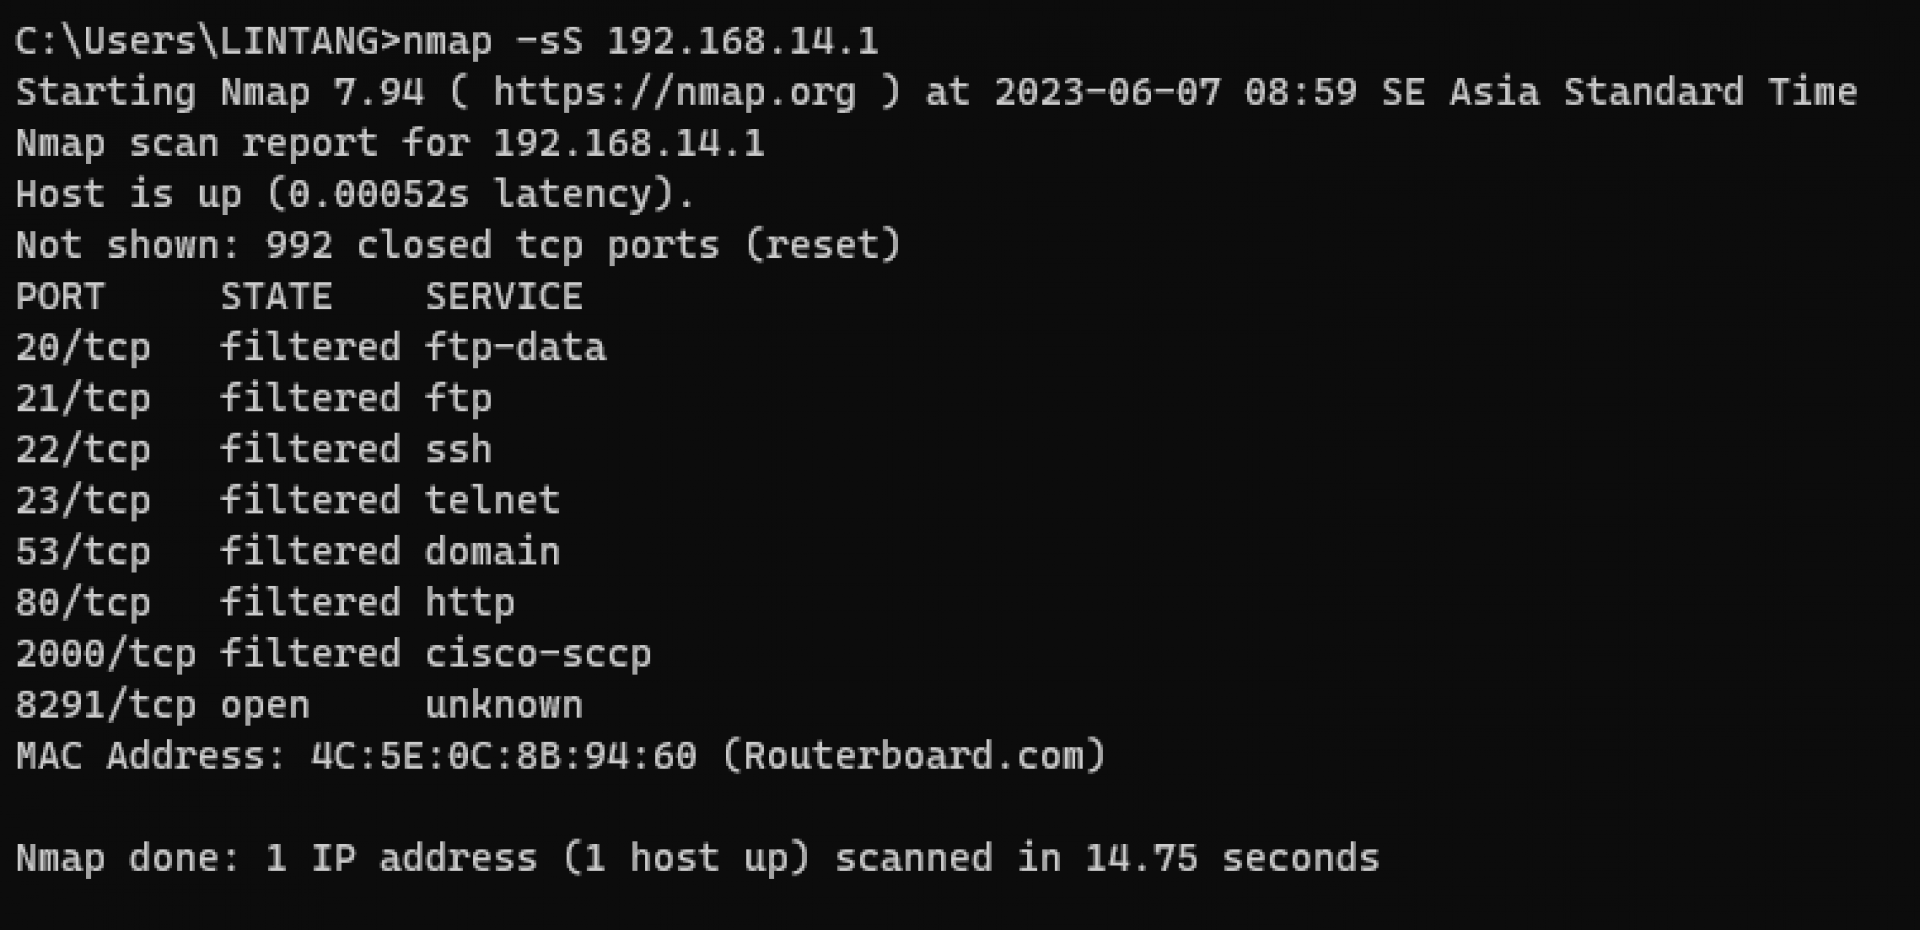 C:\Users\LINTANG>nmap -sS 192.168.14.1
Starting Nmap 7.94 ( https://nmap.org ) at 2023-06-07 08:59 SE Asia Standard Time
Nmap scan report for 192.168.14.1
Host is up (0.00052s latency).
Not shown: 992 closed tcp ports (reset)
PORT     STATE    SERVICE
20/tcp   filtered ftp-data
21/tcp   filtered ftp
22/tcp   filtered ssh
23/tcp   filtered telnet
53/tcp   filtered domain
80/tcp   filtered http
2000/tcp filtered cisco-sccp
8291/tcp open     unknown
MAC Address: 4C:5E:0C:8B:94:60 (Routerboard.com)
Nmap done: 1 IP address (1 host up) scanned in 14.75 seconds